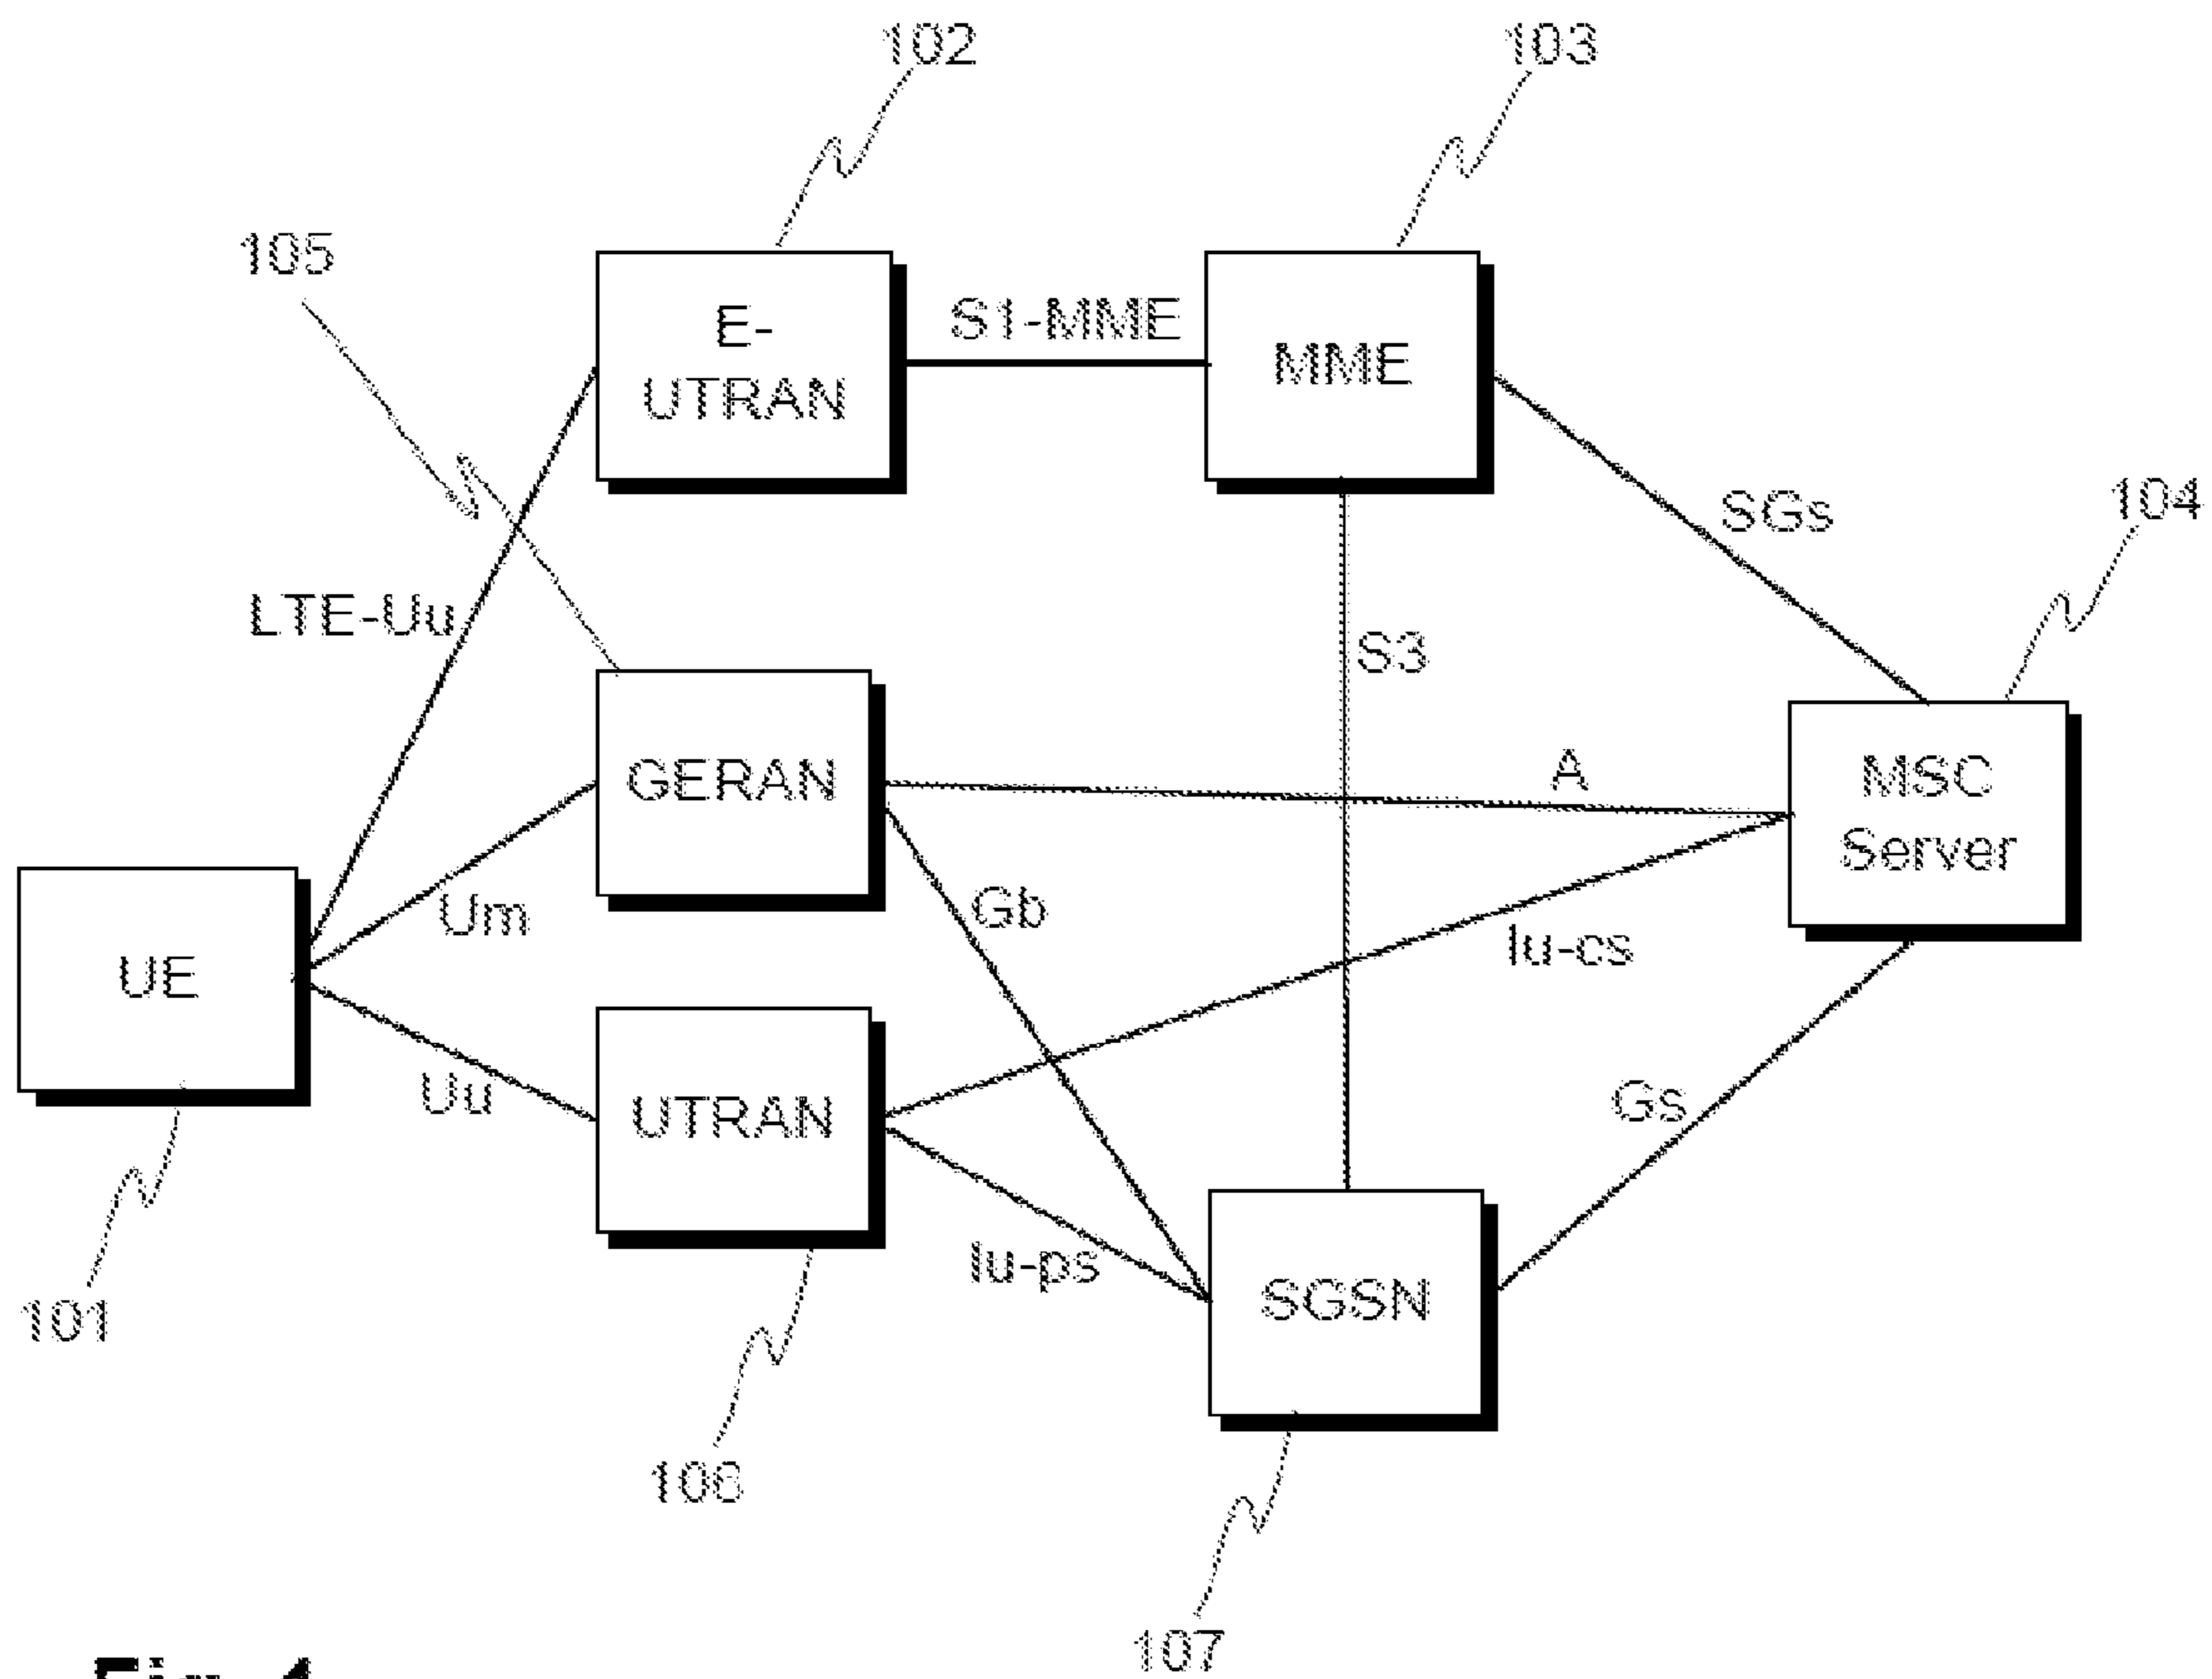 102
103
105
E-
UTRAN
S1-MME
MME
SGs
104
LTE-Uu
S3
GERAN
A
MSC
Server
Um
Gb
Iu-cs
UE
Uu
UTRAN
Gs
Iu-ps
SGSN
101
106
107